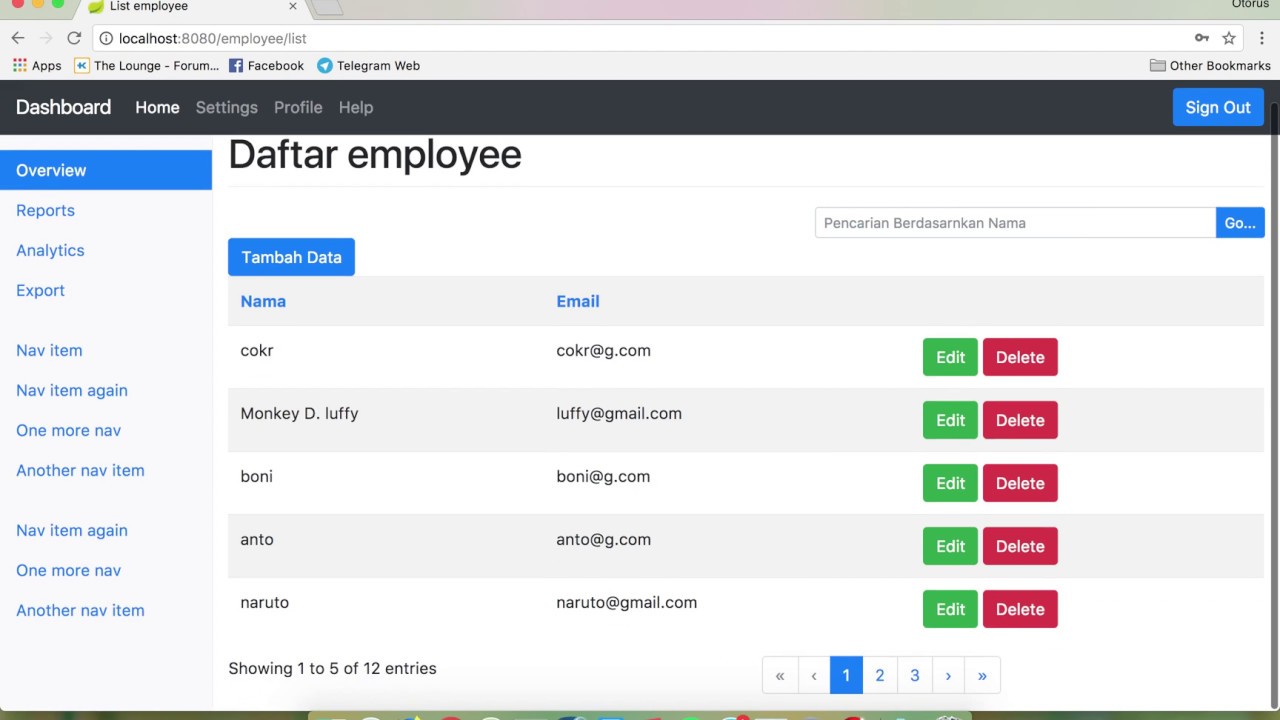 Otorus
List employee
localhost:8080/employee/list
Apps The Lounge - Forum... Facebook Telegram Web Other Bookmarks
Dashboard Home Settings Profile Help Sign Out
Daftar employee
Overview
Reports
Analytics
Export
Nav item
Nav item again
One more nav
Another nav item
Nav item again
One more nav
Another nav item
Pencarian Berdasarnkan Nama Go...
Tambah Data
Nama Email
cokr cokr@g.com Edit Delete
Monkey D. luffy luffy@gmail.com Edit Delete
boni boni@g.com Edit Delete
anto anto@g.com Edit Delete
naruto naruto@gmail.com Edit Delete
Showing 1 to 5 of 12 entries « ‹ 1 2 3 › »